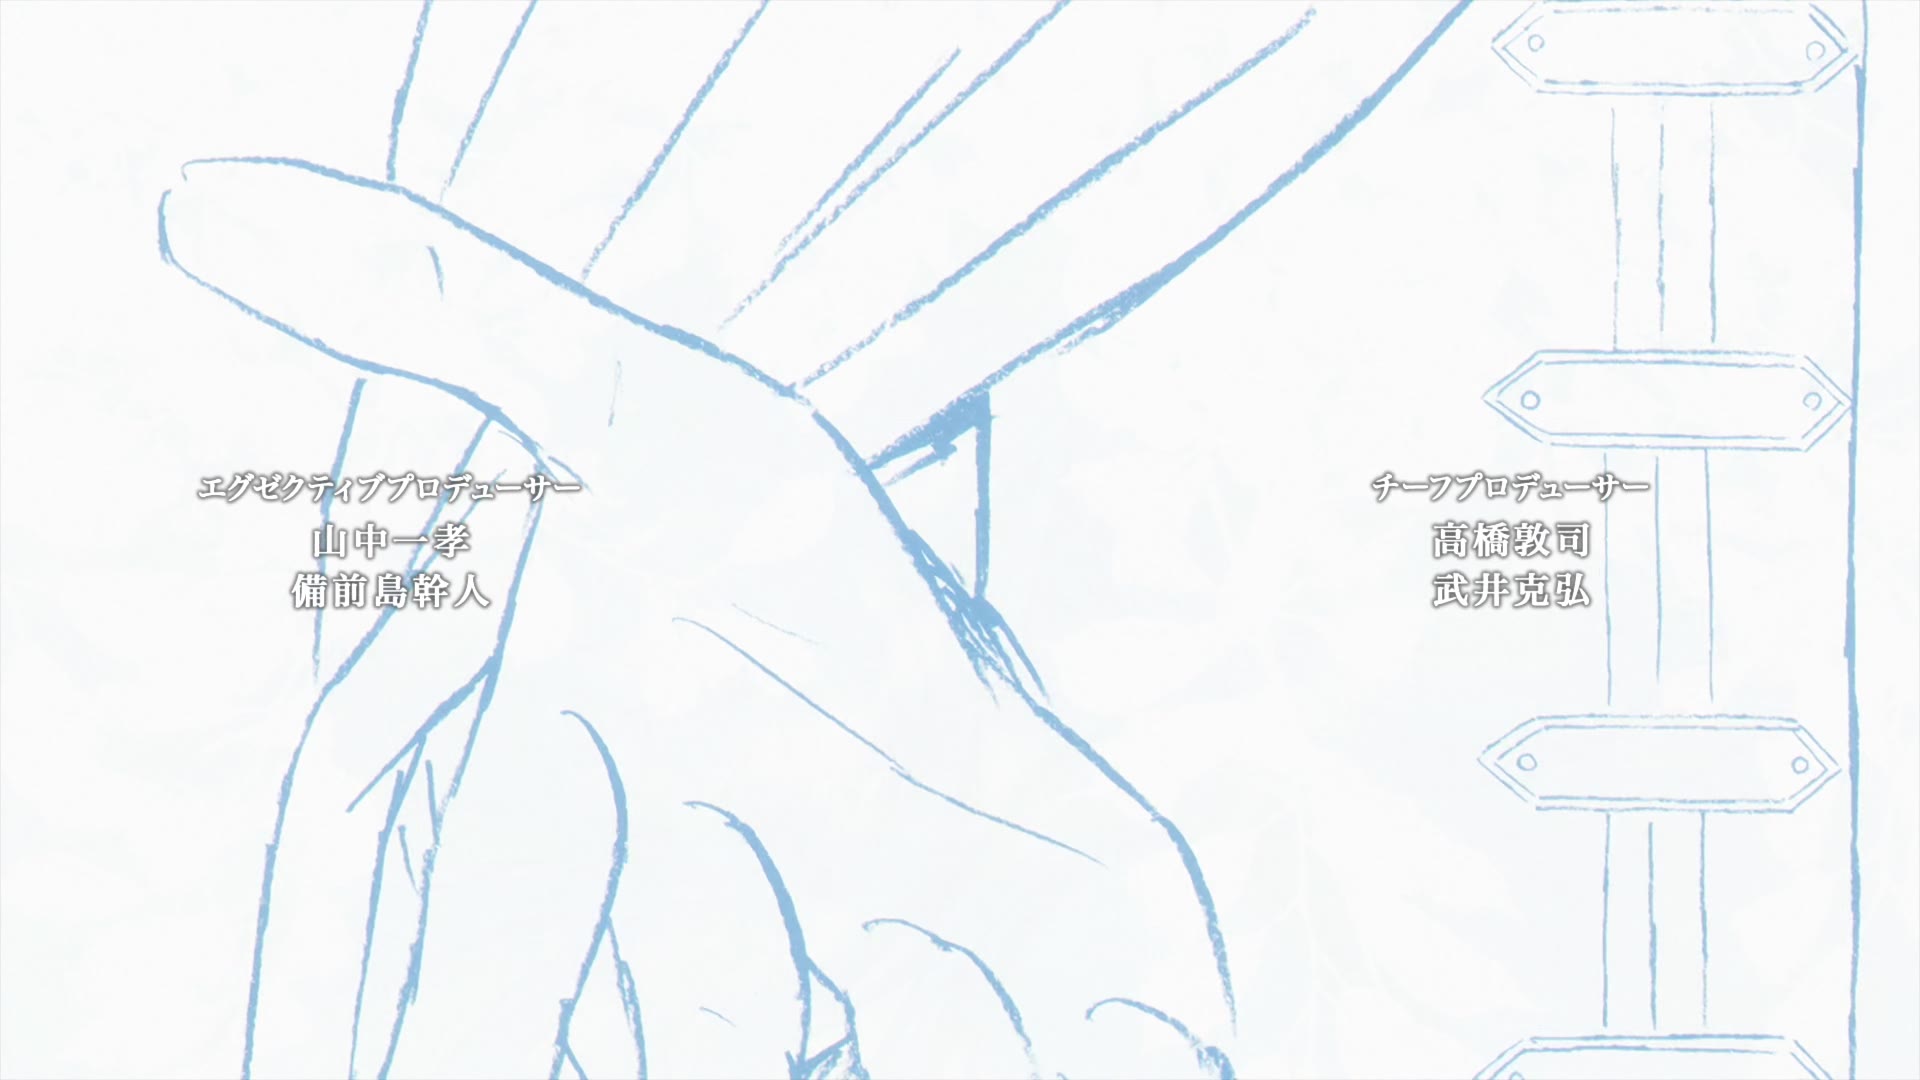 エグゼクティブプロデューサー
山中一孝
備前島幹人
チーフプロデューサー
高橋敦司
武井克弘